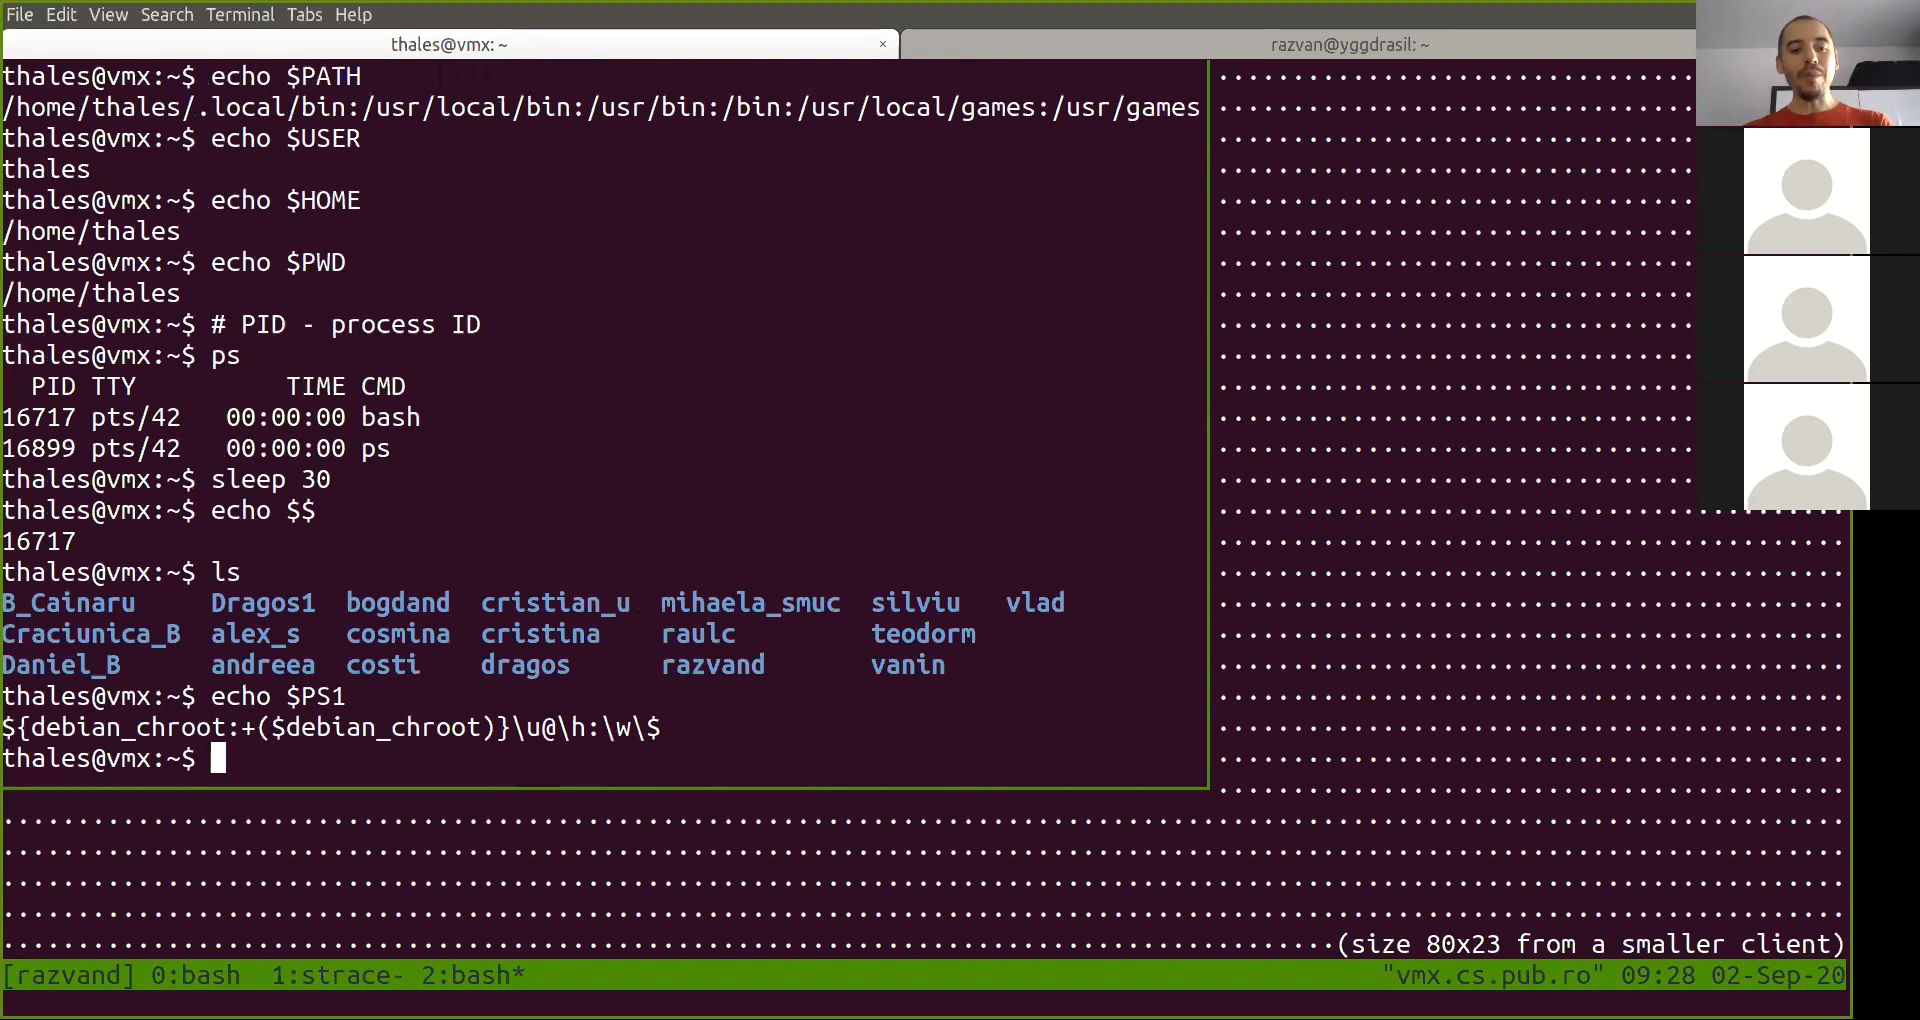 File Edit View Search Terminal Tabs Help
thales@vmx: ~ × razvan@yggdrasil: ~
thales@vmx:~$ echo $PATH
/home/thales/.local/bin:/usr/local/bin:/usr/bin:/bin:/usr/local/games:/usr/games
thales@vmx:~$ echo $USER
thales
thales@vmx:~$ echo $HOME
/home/thales
thales@vmx:~$ echo $PWD
/home/thales
thales@vmx:~$ # PID - process ID
thales@vmx:~$ ps
  PID TTY          TIME CMD
16717 pts/42   00:00:00 bash
16899 pts/42   00:00:00 ps
thales@vmx:~$ sleep 30
thales@vmx:~$ echo $$
16717
thales@vmx:~$ ls
B_Cainaru     Dragos1  bogdand  cristian_u  mihaela_smuc  silviu   vlad
Craciunica_B  alex_s   cosmina  cristina    raulc         teodorm
Daniel_B      andreea  costi    dragos      razvand       vanin
thales@vmx:~$ echo $PS1
${debian_chroot:+($debian_chroot)}\u@\h:\w\$
thales@vmx:~$
(size 80x23 from a smaller client)
[razvand] 0:bash  1:strace- 2:bash* "vmx.cs.pub.ro" 09:28 02-Sep-20